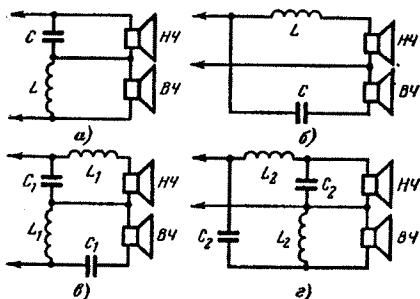 C НЧ
L ВЧ
а)
L НЧ
C ВЧ
б)
C₁ L₁ НЧ
L₁ C₁ ВЧ
в)
L₂ C₂ НЧ
C₂ L₂ ВЧ
г)